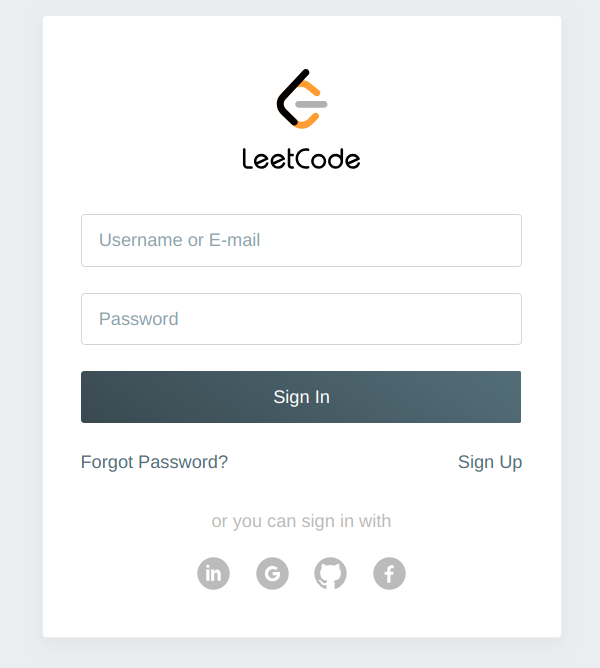 LeetCode
Username or E-mail
Password
Sign In
Forgot Password? Sign Up
or you can sign in with
in G f